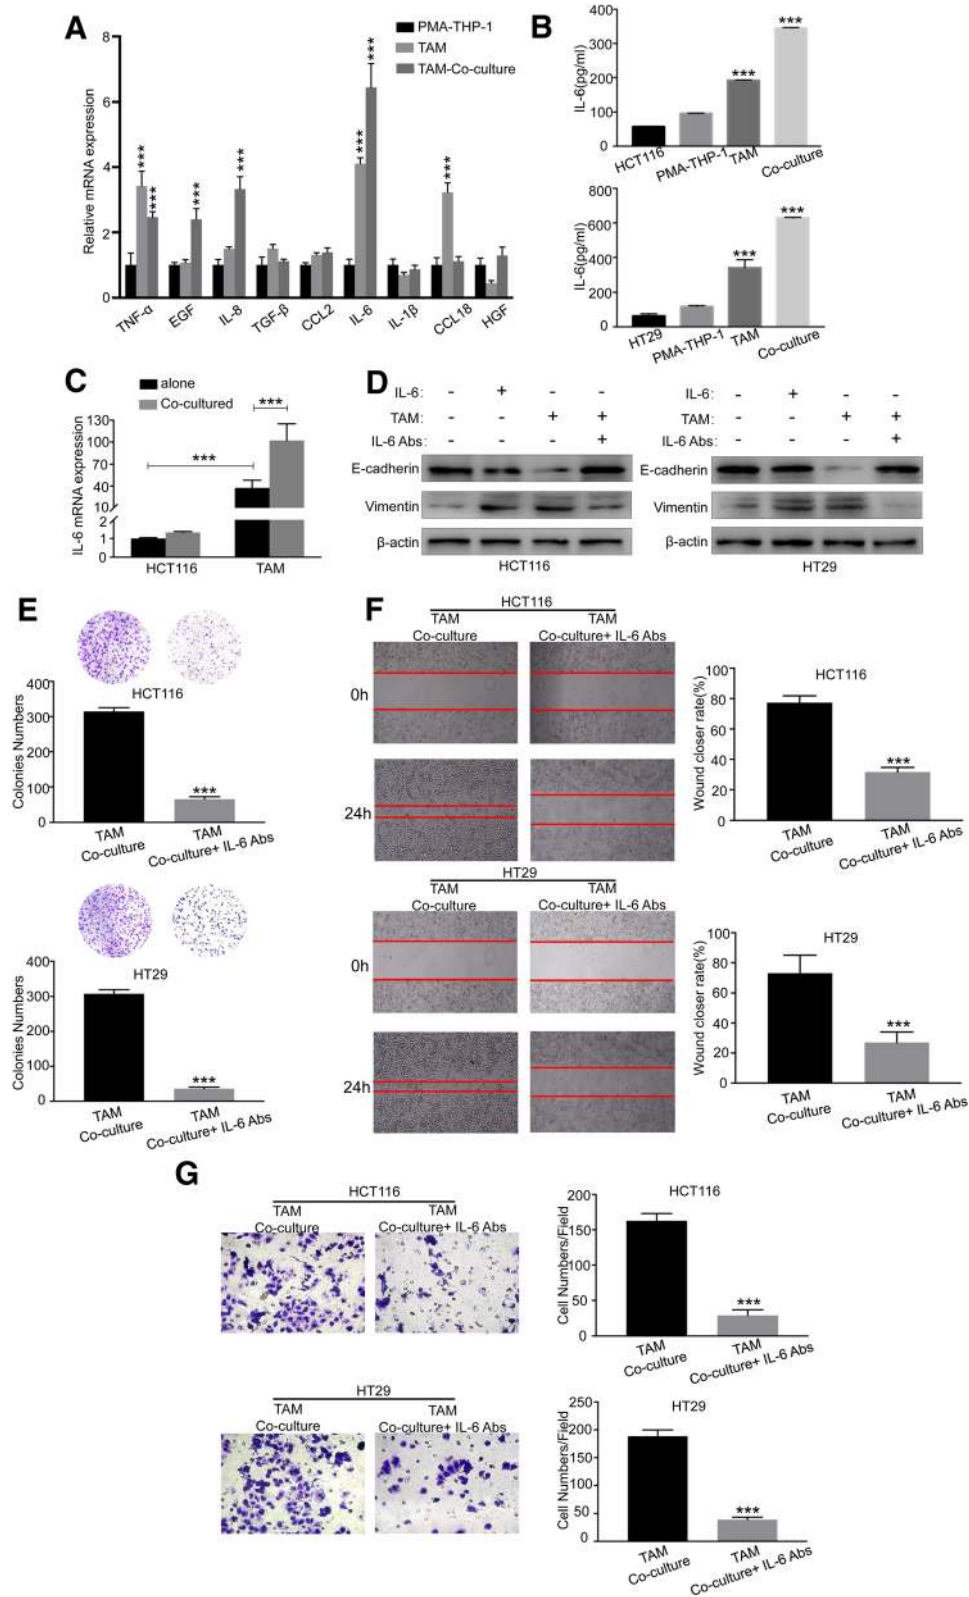 A
PMA-THP-1
TAM
TAM-Co-culture
Relative mRNA expression
8
6
4
2
0
***
***
***
***
***
***
***
TNF-α
EGF
IL-8
TGF-β
CCL2
IL-6
IL-1β
CCL18
HGF
B
IL-6(pg/ml)
400
300
200
100
0
***
***
HCT116
PMA-THP-1
TAM
Co-culture
IL-6(pg/ml)
800
600
400
200
0
***
***
HT29
PMA-THP-1
TAM
Co-culture
C
alone
Co-cultured
IL-6 mRNA expression
130
100
70
40
10
2
1
0
***
***
HCT116
TAM
D
IL-6: - + - -
TAM: - - + +
IL-6 Abs: - - - +
E-cadherin
Vimentin
β-actin
HCT116
IL-6: - + - -
TAM: - - + +
IL-6 Abs: - - - +
E-cadherin
Vimentin
β-actin
HT29
E
HCT116
Colonies Numbers
400
300
200
100
0
***
TAM
Co-culture
TAM
Co-culture+ IL-6 Abs
HT29
Colonies Numbers
400
300
200
100
0
***
TAM
Co-culture
TAM
Co-culture+ IL-6 Abs
F
HCT116
TAM
Co-culture
TAM
Co-culture+ IL-6 Abs
0h
24h
HCT116
Wound closer rate(%)
100
80
60
40
20
0
***
TAM
Co-culture
TAM
Co-culture+ IL-6 Abs
HT29
TAM
Co-culture
TAM
Co-culture+ IL-6 Abs
0h
24h
HT29
Wound closer rate(%)
100
80
60
40
20
0
***
TAM
Co-culture
TAM
Co-culture+ IL-6 Abs
G
HCT116
TAM
Co-culture
TAM
Co-culture+ IL-6 Abs
HCT116
Cell Numbers/Field
200
150
100
50
0
***
TAM
Co-culture
TAM
Co-culture+ IL-6 Abs
HT29
TAM
Co-culture
TAM
Co-culture+ IL-6 Abs
HT29
Cell Numbers/Field
250
200
150
100
50
0
***
TAM
Co-culture
TAM
Co-culture+ IL-6 Abs